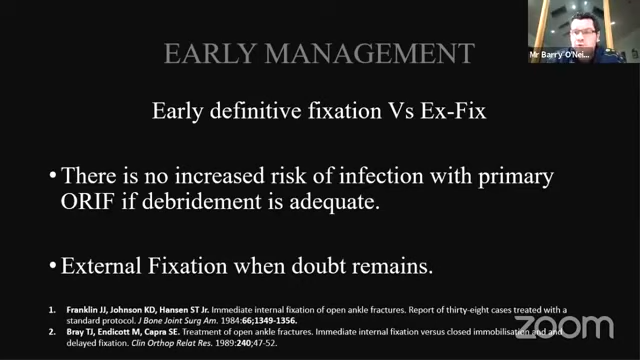 Mr Barry O'Nei...
EARLY MANAGEMENT
Early definitive fixation Vs Ex-Fix
• There is no increased risk of infection with primary
ORIF if debridement is adequate.
• External Fixation when doubt remains.
1. Franklin JJ, Johnson KD, Hansen ST Jr. Immediate internal fixation of open ankle fractures. Report of thirty-eight cases treated with a
standard protocol. J Bone Joint Surg Am. 1984:66;1349-1356.
2. Bray TJ, Endicott M, Capra SE. Treatment of open ankle fractures. Immediate internal fixation versus closed immobilisation and and
delayed fixation. Clin Orthop Relat Res. 1989;240;47-52.
zoom